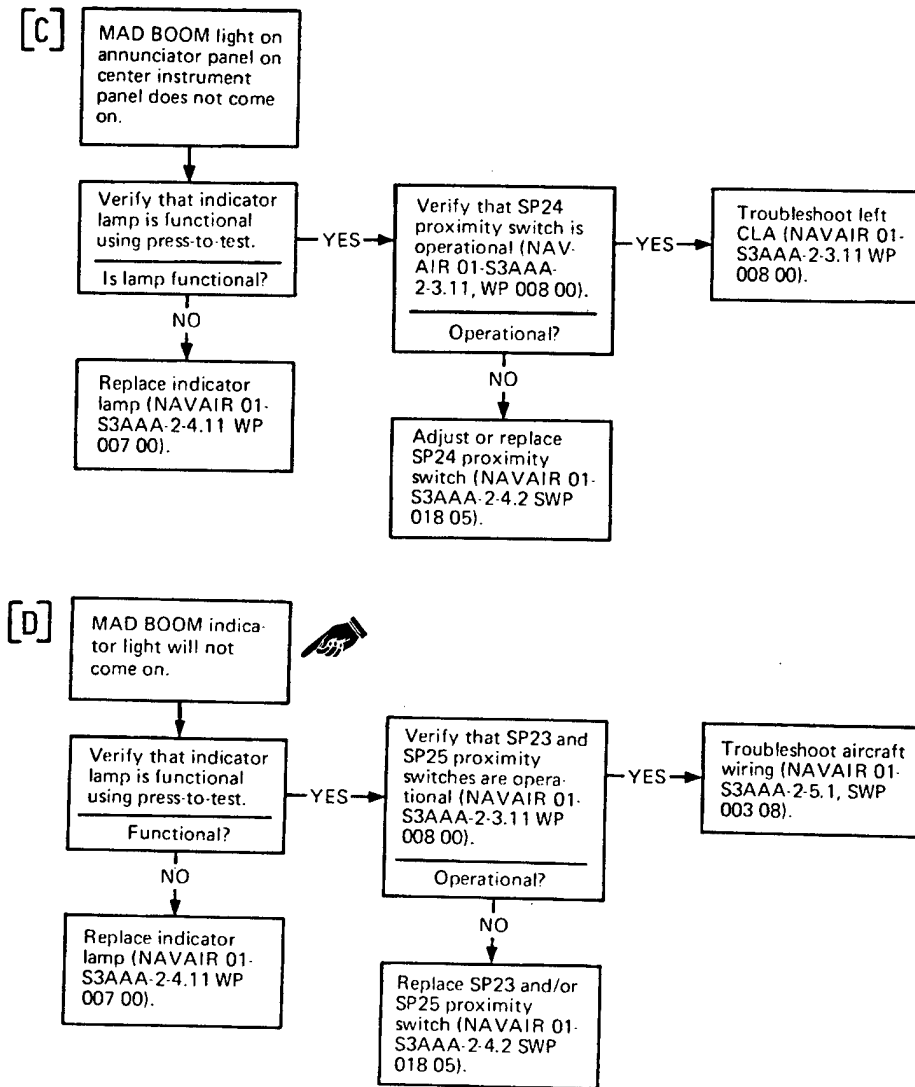 [C]
MAD BOOM light on
annunciator panel on
center instrument
panel does not come
on.
Verify that indicator
lamp is functional
using press-to-test.
Is lamp functional?
YES
Verify that SP24
proximity switch is
operational (NAV-
AIR 01-S3AAA-
2-3.11, WP 008 00).
Operational?
YES
Troubleshoot left
CLA (NAVAIR 01-
S3AAA-2-3.11 WP
008 00).
NO
Replace indicator
lamp (NAVAIR 01-
S3AAA-2-4.11 WP
007 00).
NO
Adjust or replace
SP24 proximity
switch (NAVAIR 01-
S3AAA-2-4.2 SWP
018 05).
[D]
MAD BOOM indica-
tor light will not
come on.
Verify that indicator
lamp is functional
using press-to-test.
Functional?
YES
Verify that SP23 and
SP25 proximity
switches are opera-
tional (NAVAIR 01-
S3AAA-2-3.11 WP
008 00).
Operational?
YES
Troubleshoot aircraft
wiring (NAVAIR 01-
S3AAA-2-5.1, SWP
003 08).
NO
Replace indicator
lamp (NAVAIR 01-
S3AAA-2-4.11 WP
007 00).
NO
Replace SP23 and/or
SP25 proximity
switch (NAVAIR 01-
S3AAA-2-4.2 SWP
018 05).